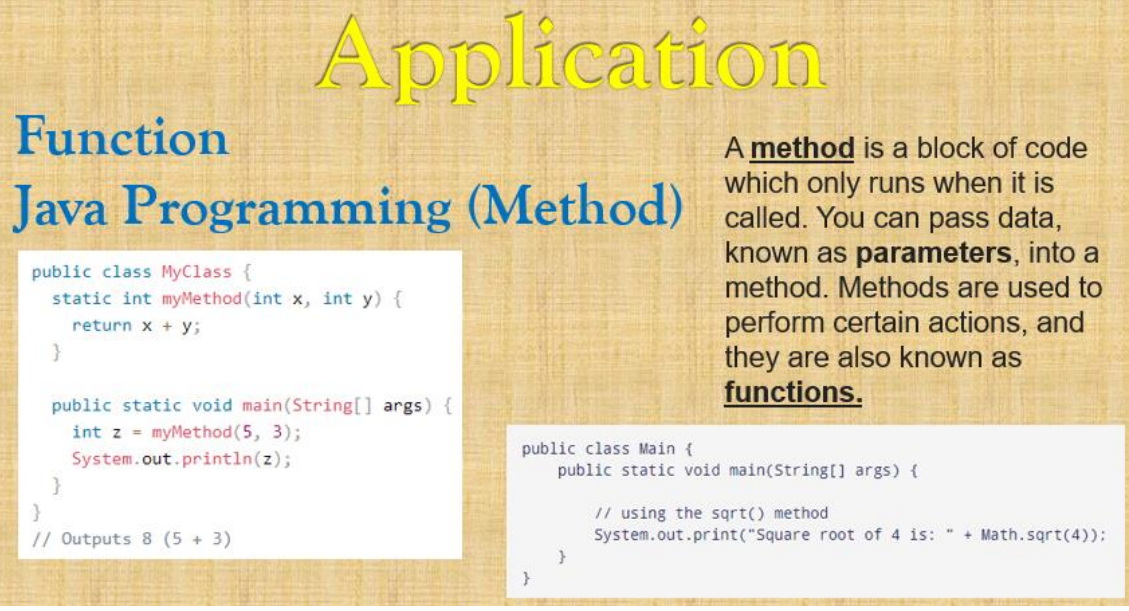 Application
Function
Java Programming (Method)
A method is a block of code
which only runs when it is
called. You can pass data,
known as parameters, into a
method. Methods are used to
perform certain actions, and
they are also known as
functions.
public class MyClass {
  static int myMethod(int x, int y) {
    return x + y;
  }

  public static void main(String[] args) {
    int z = myMethod(5, 3);
    System.out.println(z);
  }
}
// Outputs 8 (5 + 3)
public class Main {
    public static void main(String[] args) {

        // using the sqrt() method
        System.out.print("Square root of 4 is: " + Math.sqrt(4));
    }
}